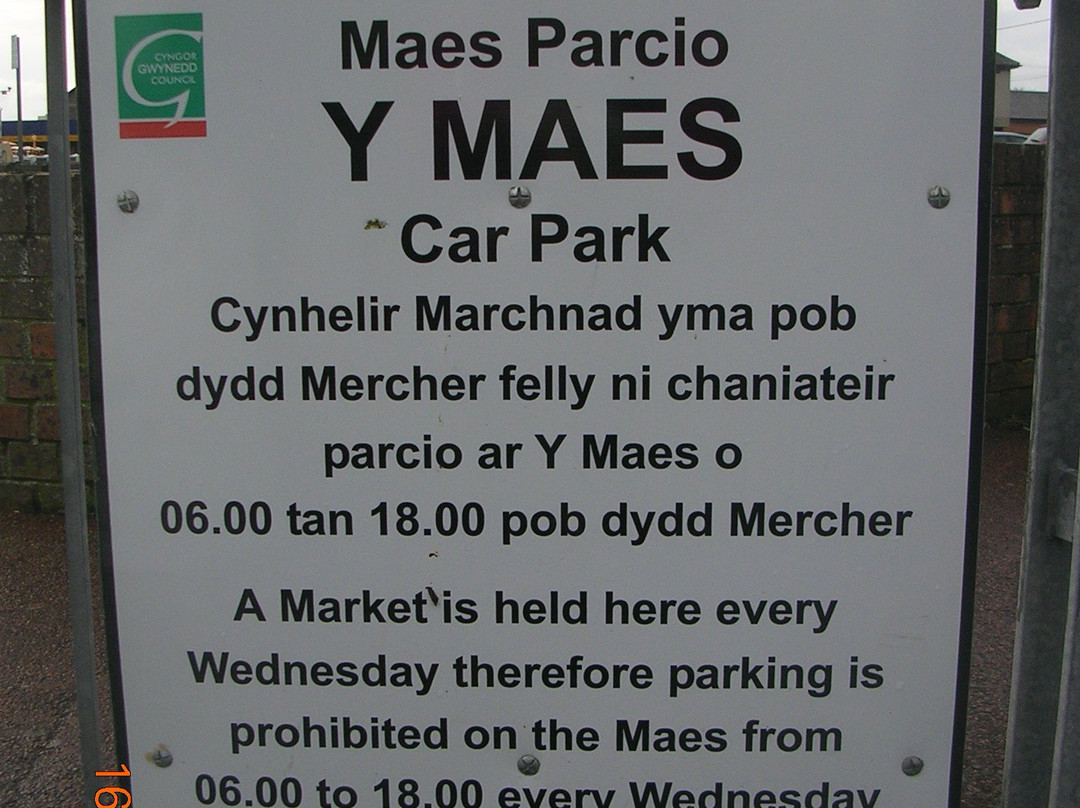 CYNGOR
GWYNEDD
COUNCIL
Maes Parcio
Y MAES
Car Park
Cynhelir Marchnad yma pob
dydd Mercher felly ni chaniateir
parcio ar Y Maes o
06.00 tan 18.00 pob dydd Mercher
A Market is held here every
Wednesday therefore parking is
prohibited on the Maes from
06.00 to 18.00 every Wednesday
16